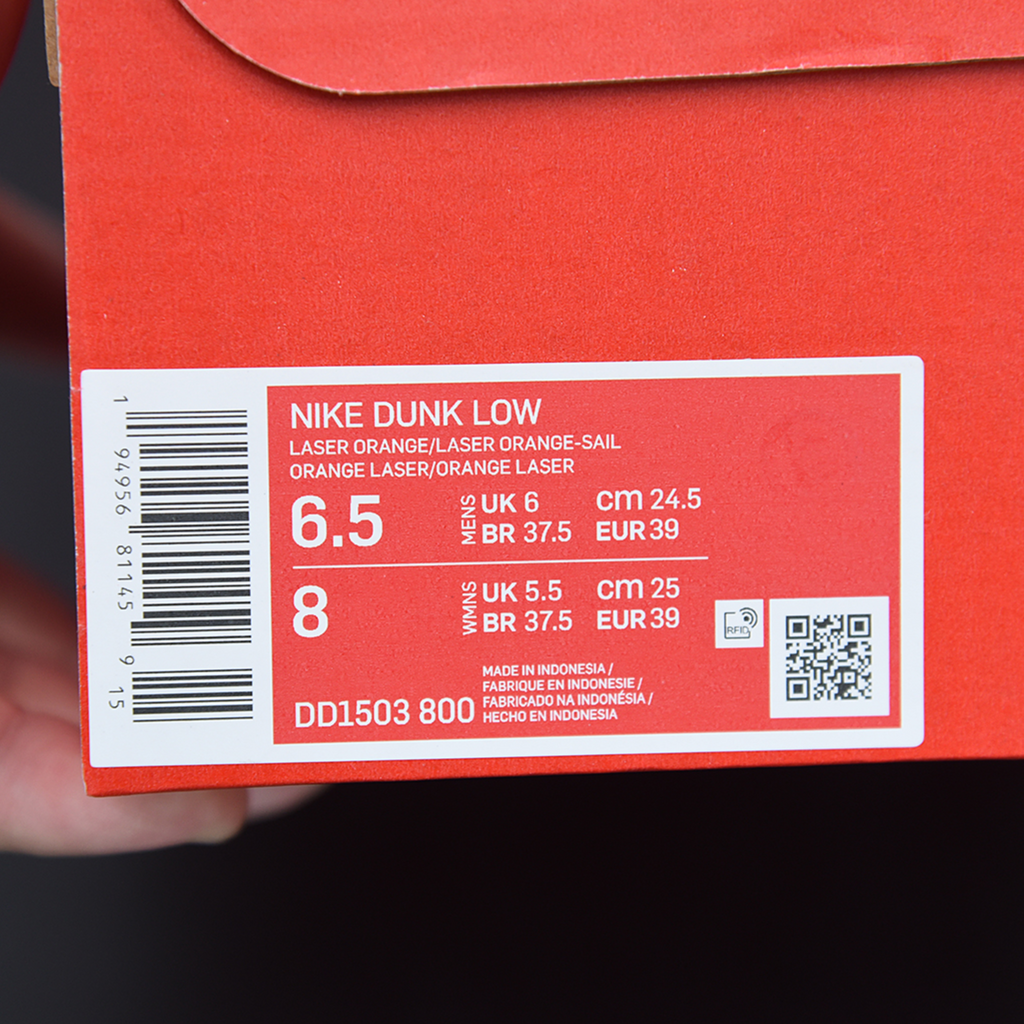 NIKE DUNK LOW
LASER ORANGE/LASER ORANGE-SAIL
ORANGE LASER/ORANGE LASER
6.5
MENS
UK 6 cm 24.5
BR 37.5 EUR 39
8
WMNS
UK 5.5 cm 25
BR 37.5 EUR 39
RFID
MADE IN INDONESIA /
FABRIQUE EN INDONESIE /
FABRICADO NA INDONÉSIA /
HECHO EN INDONESIA
DD1503 800
1 94956 81145 9 15